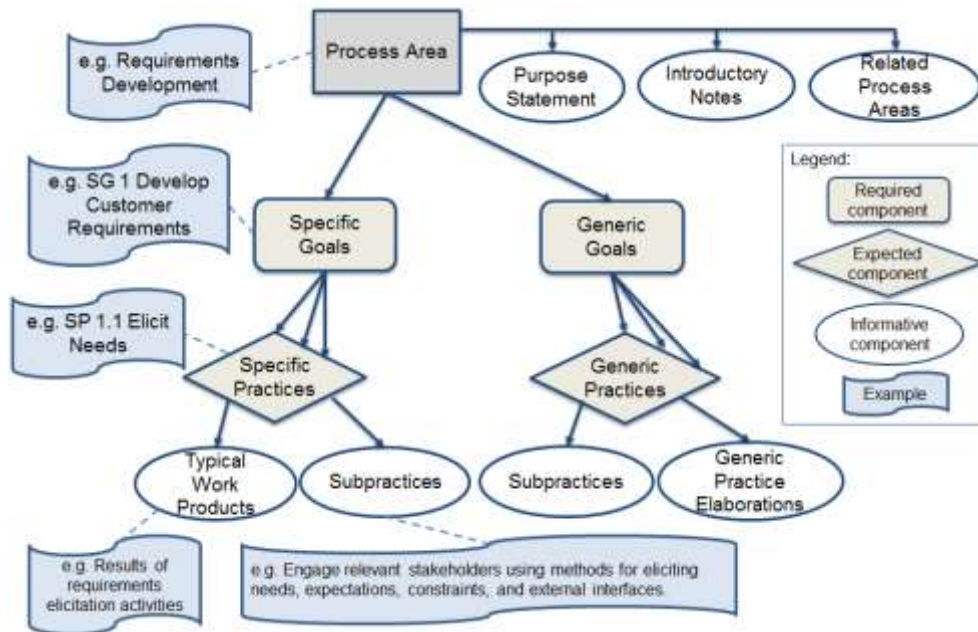 e.g. Requirements
Development
Process Area
Purpose
Statement
Introductory
Notes
Related
Process
Areas
Legend:
Required
component
Expected
component
Informative
component
Example
e.g. SG 1 Develop
Customer
Requirements
Specific
Goals
Generic
Goals
e.g. SP 1.1 Elicit
Needs
Specific
Practices
Generic
Practices
Typical
Work
Products
Subpractices
Subpractices
Generic
Practice
Elaborations
e.g. Results of
requirements
elicitation activities
e.g. Engage relevant stakeholders using methods for eliciting
needs, expectations, constraints, and external interfaces